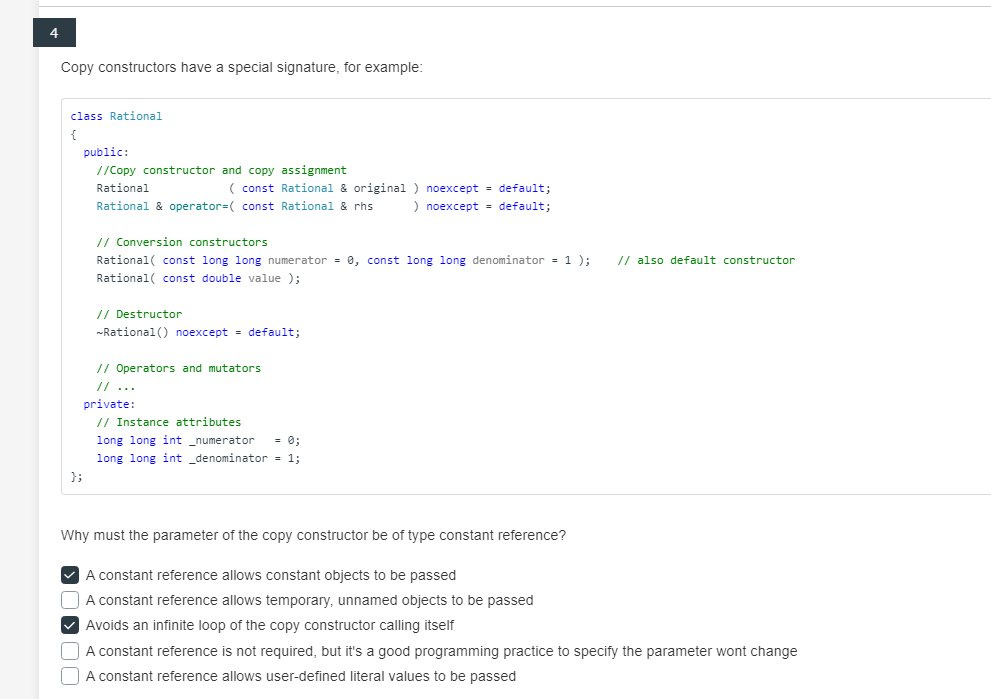 4
Copy constructors have a special signature, for example:
class Rational
{
public:
//Copy constructor and copy assignment
Rational ( const Rational & original ) noexcept = default;
Rational & operator=( const Rational & rhs ) noexcept = default;
// Conversion constructors
Rational( const long long numerator = 0, const long long denominator = 1 ); // also default constructor
Rational( const double value );
// Destructor
~Rational() noexcept = default;
// Operators and mutators
// ...
private:
// Instance attributes
long long int _numerator = 0;
long long int _denominator = 1;
};
Why must the parameter of the copy constructor be of type constant reference?
A constant reference allows constant objects to be passed
A constant reference allows temporary, unnamed objects to be passed
Avoids an infinite loop of the copy constructor calling itself
A constant reference is not required, but it's a good programming practice to specify the parameter wont change
A constant reference allows user-defined literal values to be passed